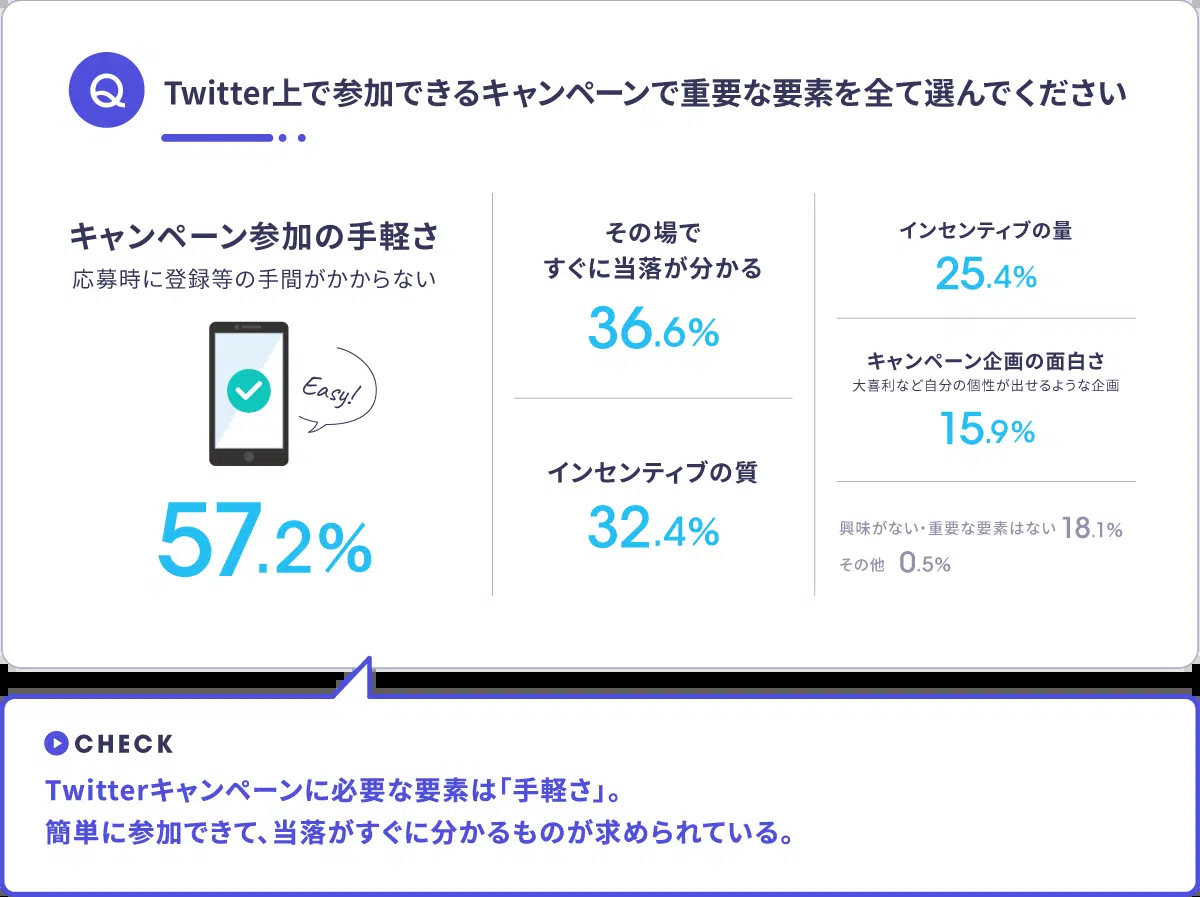 Q Twitter上で参加できるキャンペーンで重要な要素を全て選んでください
キャンペーン参加の手軽さ
応募時に登録等の手間がかからない
Easy!
57.2%
その場で
すぐに当落が分かる
36.6%
インセンティブの質
32.4%
インセンティブの量
25.4%
キャンペーン企画の面白さ
大喜利など自分の個性が出せるような企画
15.9%
興味がない・重要な要素はない 18.1%
その他 0.5%
CHECK
Twitterキャンペーンに必要な要素は「手軽さ」。
簡単に参加できて、当落がすぐに分かるものが求められている。